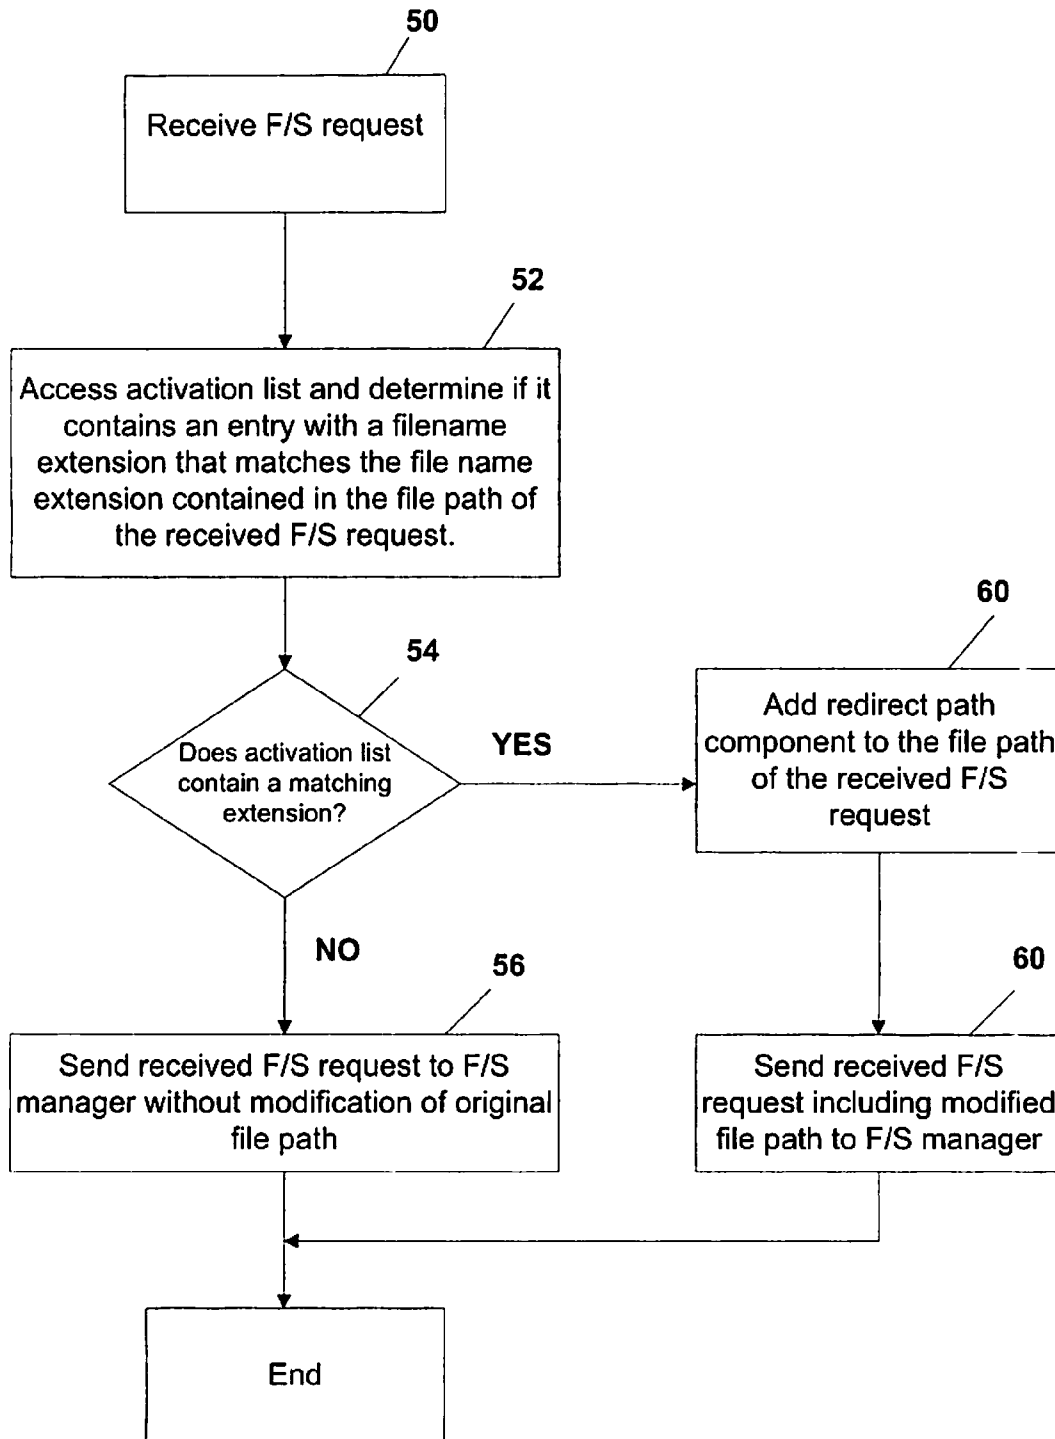 50
Receive F/S request
52
Access activation list and determine if it
contains an entry with a filename
extension that matches the file name
extension contained in the file path of
the received F/S request.
54
Does activation list
contain a matching
extension?
YES
60
Add redirect path
component to the file path
of the received F/S
request
NO
56
Send received F/S request to F/S
manager without modification of original
file path
60
Send received F/S
request including modified
file path to F/S manager
End